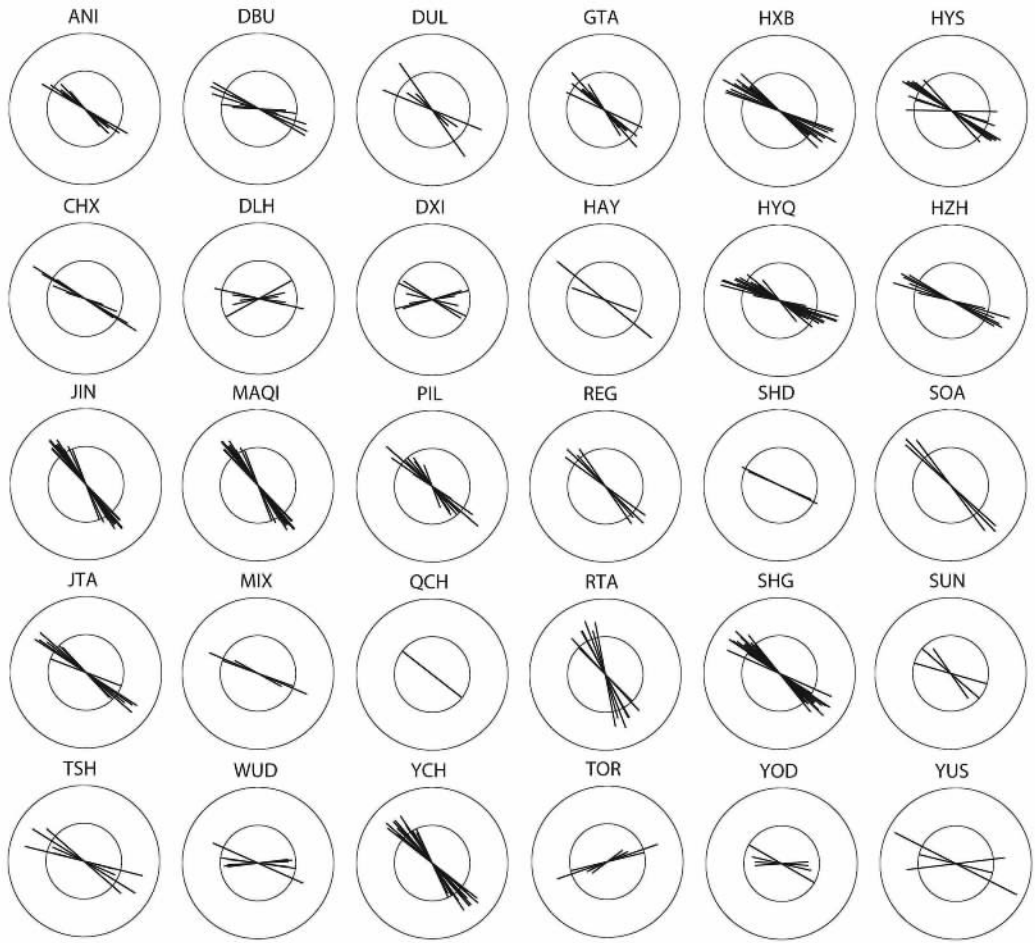 ANI DBU DUL GTA HXB HYS
CHX DLH DXI HAY HYQ HZH
JIN MAQI PIL REG SHD SOA
JTA MIX QCH RTA SHG SUN
TSH WUD YCH TOR YOD YUS